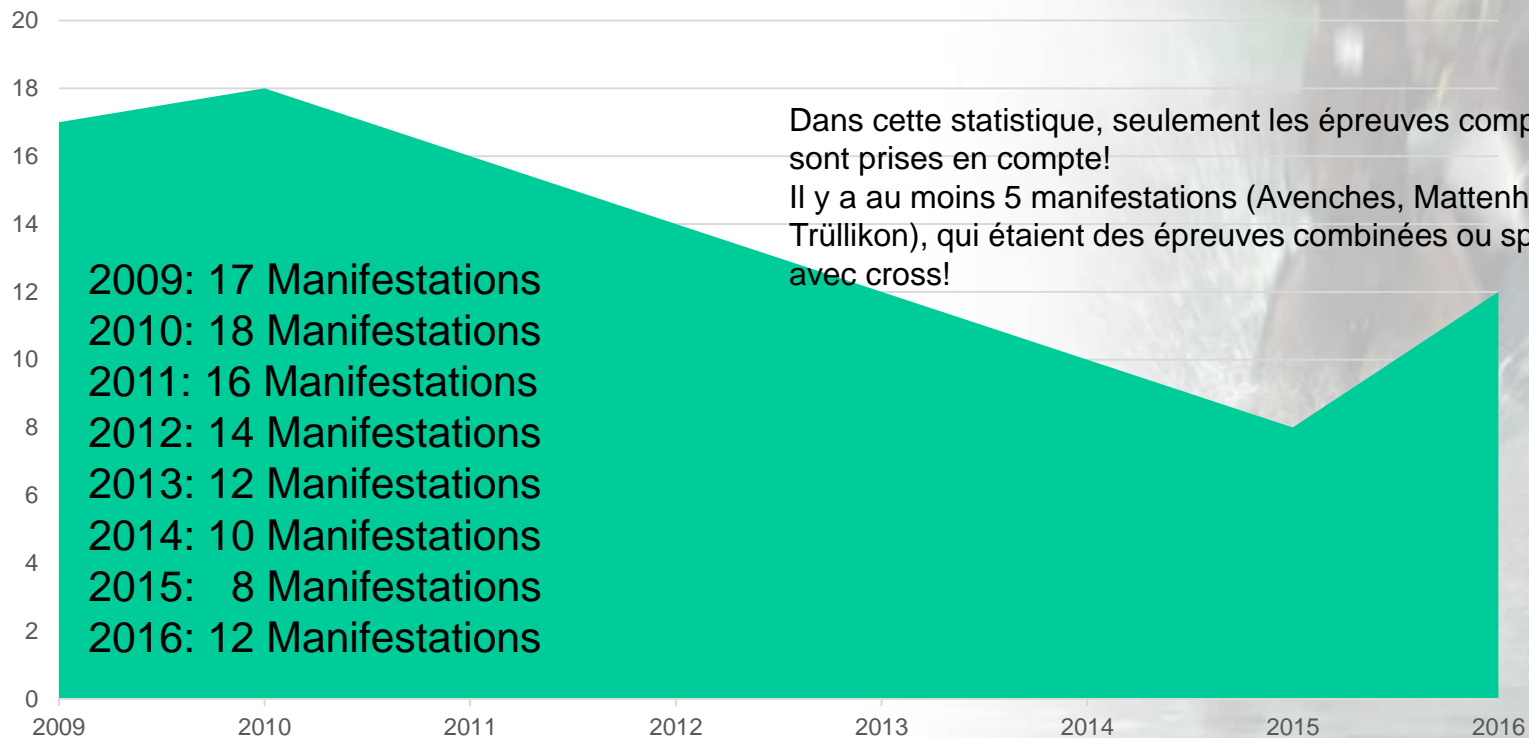 20
18
16
14
12
10
8
6
4
2
0
Dans cette statistique, seulement les épreuves
sont prises en compte!
Il y a au moins 5 manifestations (Avenches,
Trüllikon), qui étaient des épreuves combinées ou
avec cross!
2009: 17 Manifestations
2010: 18 Manifestations
2011: 16 Manifestations
2012: 14 Manifestations
2013: 12 Manifestations
2014: 10 Manifestations
2015: 8 Manifestations
2016: 12 Manifestations
2009 2010 2011 2012 2013 2014 2015 2016